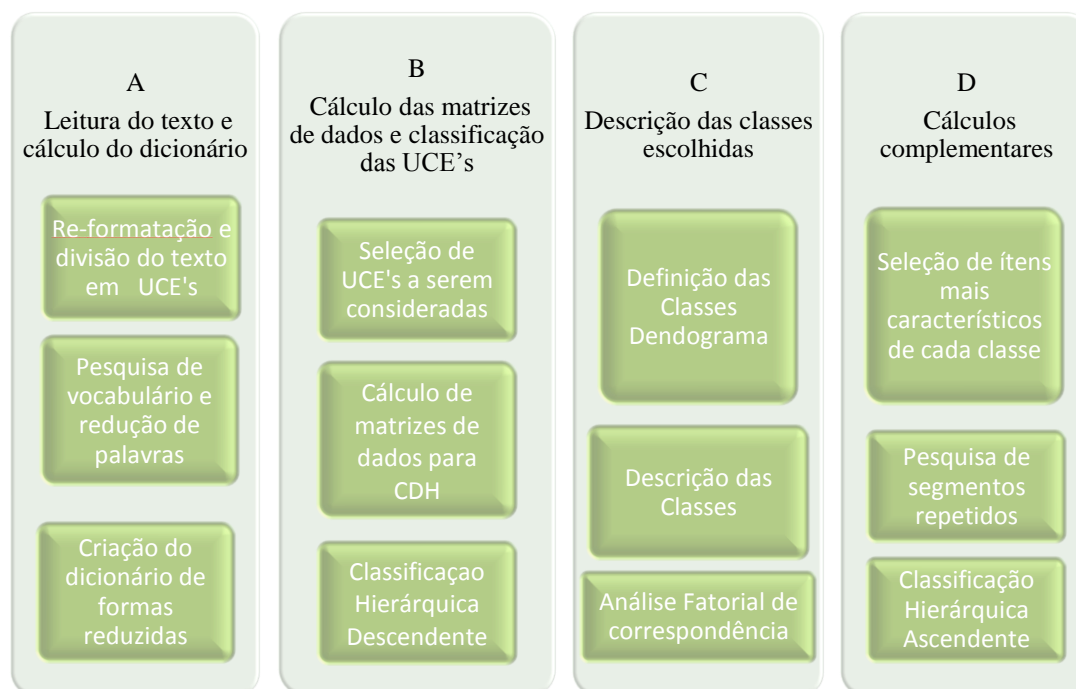 A
Leitura do texto e
cálculo do dicionário
Re-formatação e
divisão do texto
em UCE's
Pesquisa de
vocabulário e
redução de
palavras
Criação do
dicionário de
formas
reduzidas
B
Cálculo das matrizes
de dados e classificação
das UCE’s
Seleção de
UCE's a serem
consideradas
Cálculo de
matrizes de
dados para
CDH
Classificaçao
Hierárquica
Descendente
C
Descrição das classes
escolhidas
Definição das
Classes
Dendograma
Descrição das
Classes
Análise Fatorial de
correspondência
D
Cálculos
complementares
Seleção de ítens
mais
característicos
de cada classe
Pesquisa de
segmentos
repetidos
Classificação
Hierárquica
Ascendente